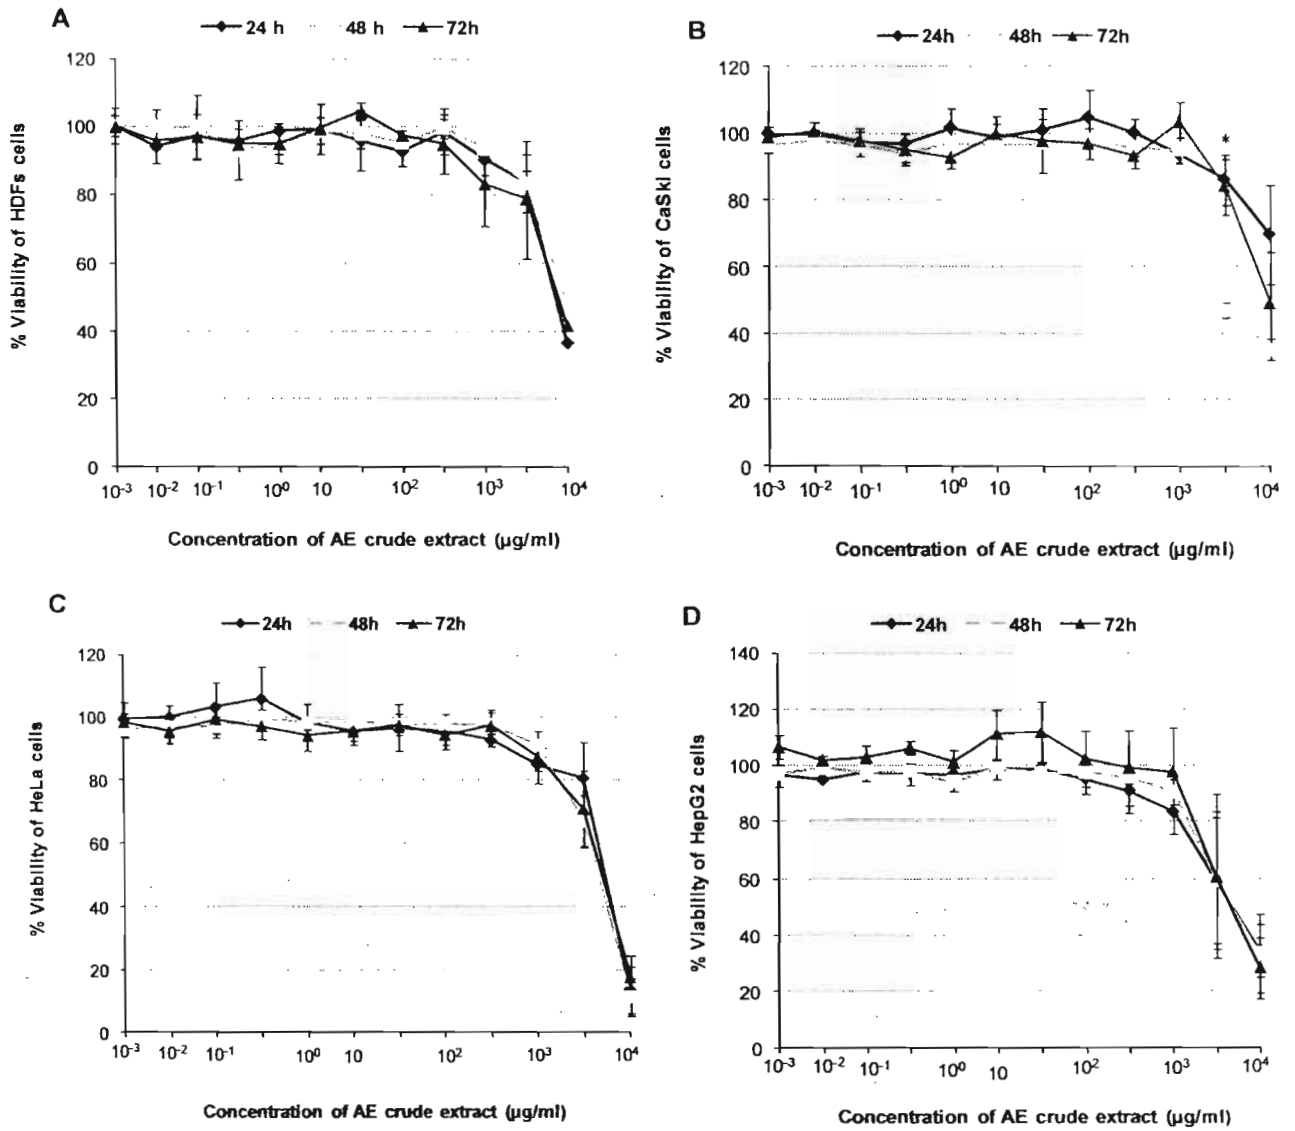 A
24 h 48 h 72h
% Viability of HDFs cells
120
100
80
60
40
20
0
10⁻³ 10⁻² 10⁻¹ 10⁰ 10 10² 10³ 10⁴
Concentration of AE crude extract (µg/ml)
B
24h 48h 72h
% Viability of CaSki cells
120
100
80
60
40
20
0
*
10⁻³ 10⁻² 10⁻¹ 10⁰ 10 10² 10³ 10⁴
Concentration of AE crude extract (µg/ml)
C
24h 48h 72h
% Viability of HeLa cells
120
100
80
60
40
20
0
10⁻³ 10⁻² 10⁻¹ 10⁰ 10 10² 10³ 10⁴
Concentration of AE crude extract (µg/ml)
D
24h 48h 72h
% Viability of HepG2 cells
140
120
100
80
60
40
20
0
10⁻³ 10⁻² 10⁻¹ 10⁰ 10 10² 10³ 10⁴
Concentration of AE crude extract (µg/ml)